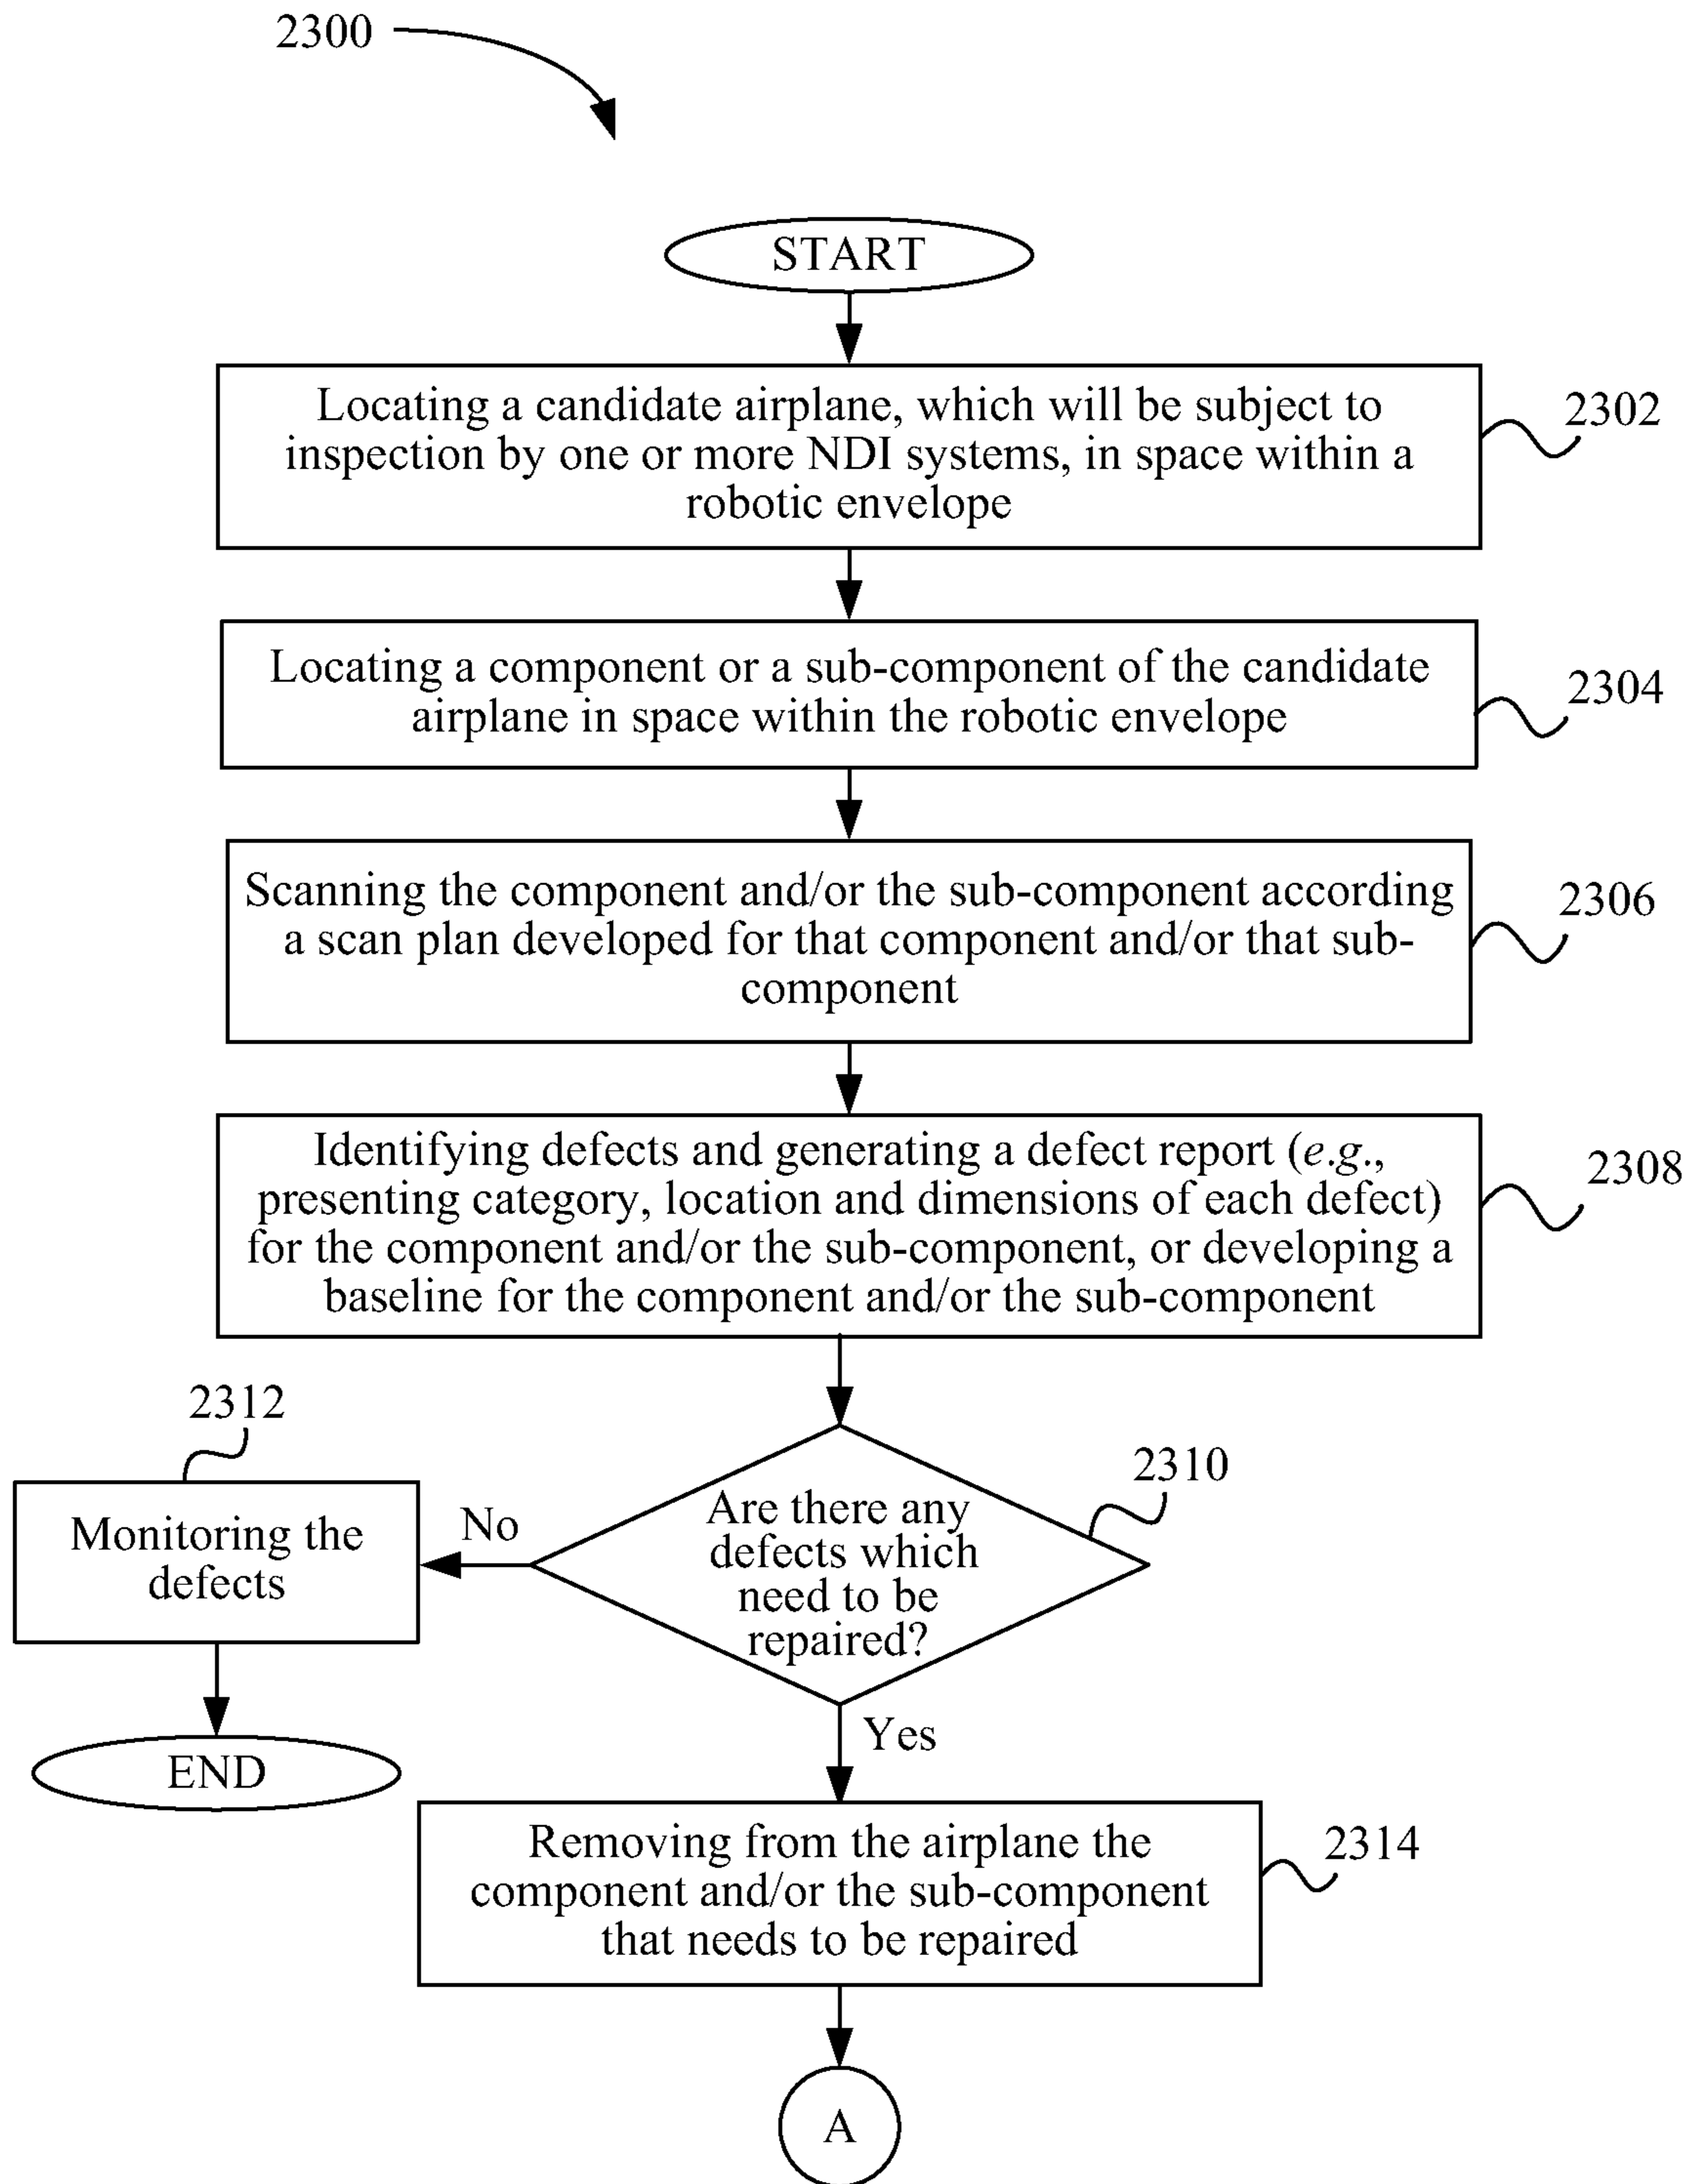 2300
START
Locating a candidate airplane, which will be subject to
inspection by one or more NDI systems, in space within a
robotic envelope
2302
Locating a component or a sub-component of the candidate
airplane in space within the robotic envelope
2304
Scanning the component and/or the sub-component according
a scan plan developed for that component and/or that sub-
component
2306
Identifying defects and generating a defect report (e.g.,
presenting category, location and dimensions of each defect)
for the component and/or the sub-component, or developing a
baseline for the component and/or the sub-component
2308
2312
Monitoring the
defects
No
Are there any
defects which
need to be
repaired?
2310
Yes
END
Removing from the airplane the
component and/or the sub-component
that needs to be repaired
2314
A